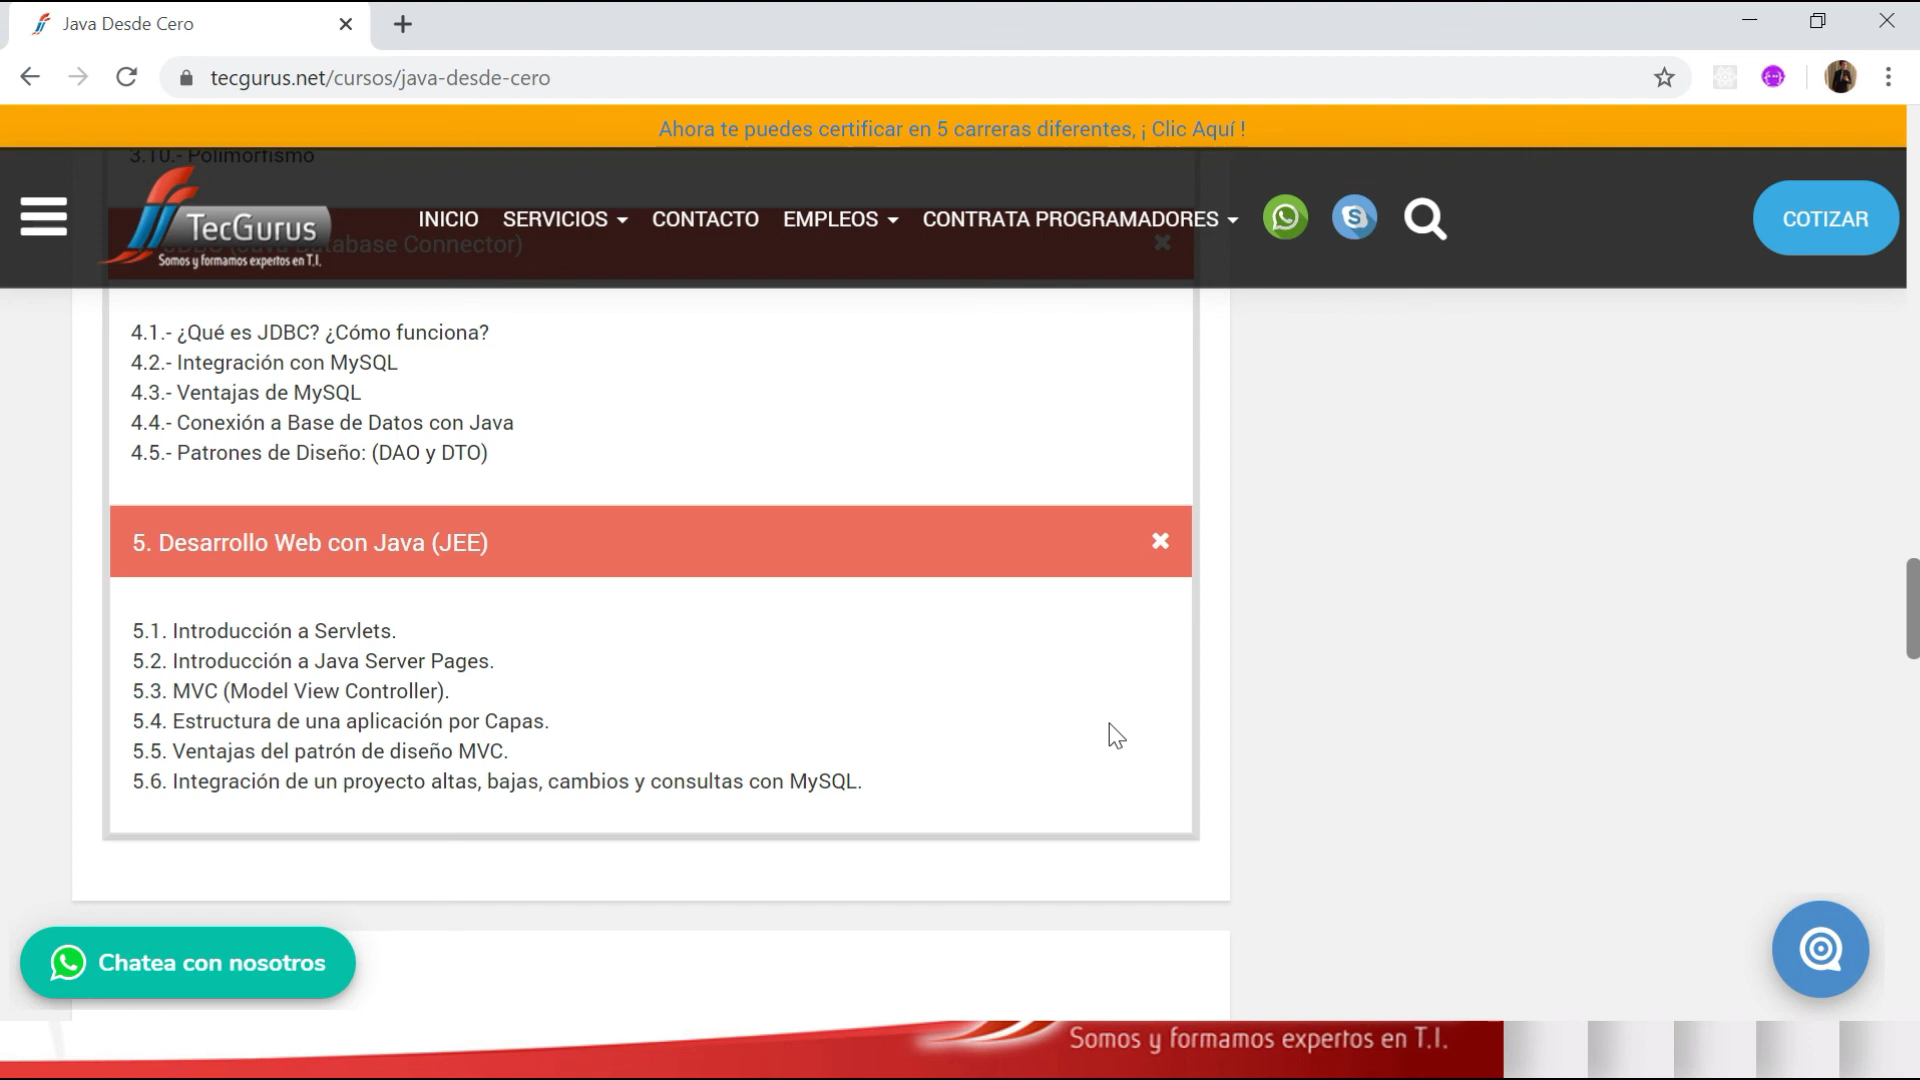 Java Desde Cero
tecgurus.net/cursos/java-desde-cero
Ahora te puedes certificar en 5 carreras diferentes, ¡ Clic Aquí !
3.10.- Polimorfismo
TecGurus
Somos y formamos expertos en T.I.
INICIO SERVICIOS CONTACTO EMPLEOS CONTRATA PROGRAMADORES
COTIZAR
Database Connector)
4.1.- ¿Qué es JDBC? ¿Cómo funciona?
4.2.- Integración con MySQL
4.3.- Ventajas de MySQL
4.4.- Conexión a Base de Datos con Java
4.5.- Patrones de Diseño: (DAO y DTO)
5. Desarrollo Web con Java (JEE)
5.1. Introducción a Servlets.
5.2. Introducción a Java Server Pages.
5.3. MVC (Model View Controller).
5.4. Estructura de una aplicación por Capas.
5.5. Ventajas del patrón de diseño MVC.
5.6. Integración de un proyecto altas, bajas, cambios y consultas con MySQL.
Chatea con nosotros
Somos y formamos expertos en T.I.